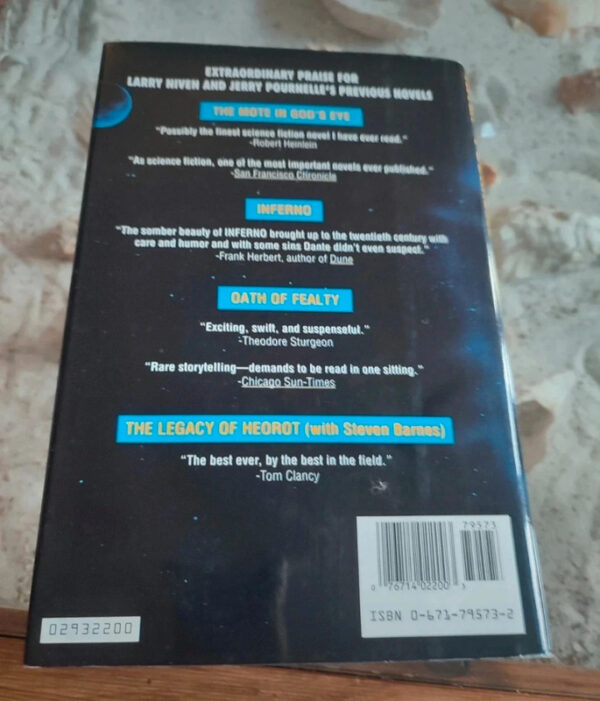 EXTRAORDINARY PRAISE FOR
LARRY NIVEN AND JERRY POURNELLE'S PREVIOUS NOVELS
THE MOTE IN GOD'S EYE
"Possibly the finest science fiction novel I have ever read."
-Robert Heinlein
"As science fiction, one of the most important novels ever published."
-San Francisco Chronicle
INFERNO
"The somber beauty of INFERNO brought up to the twentieth century with
care and humor and with some sins Dante didn't even suspect."
-Frank Herbert, author of Dune
OATH OF FEALTY
"Exciting, swift, and suspenseful."
-Theodore Sturgeon
"Rare storytelling—demands to be read in one sitting."
-Chicago Sun-Times
THE LEGACY OF HEOROT (with Steven Barnes)
"The best ever, by the best in the field."
-Tom Clancy
79573
0 76714 02200 3
ISBN 0-671-79573-2
02932200